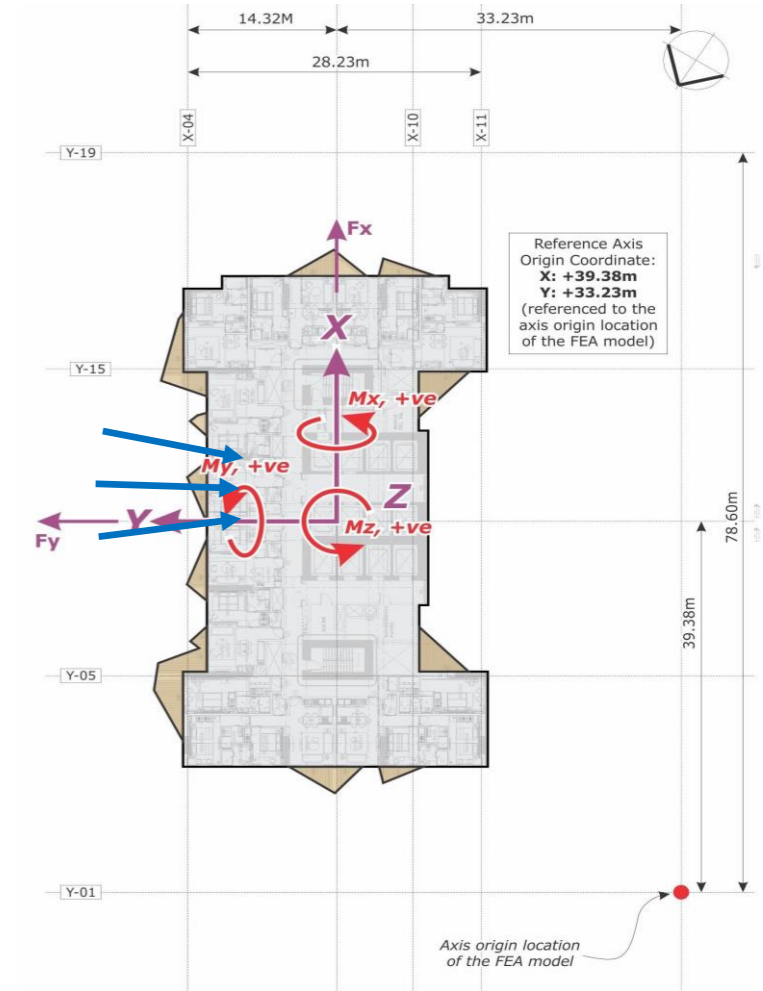 14.32M
33.23m
28.23m
X-04
X-10
X-11
Y-19
Fx
Reference Axis
Origin Coordinate:
X: +39.38m
Y: +33.23m
(referenced to the
axis origin location
of the FEA model)
X
Y-15
Mx, +ve
My, +ve
Z
Y
Mz, +ve
Fy
78.60m
39.38m
Y-05
Y-01
Axis origin location
of the FEA model